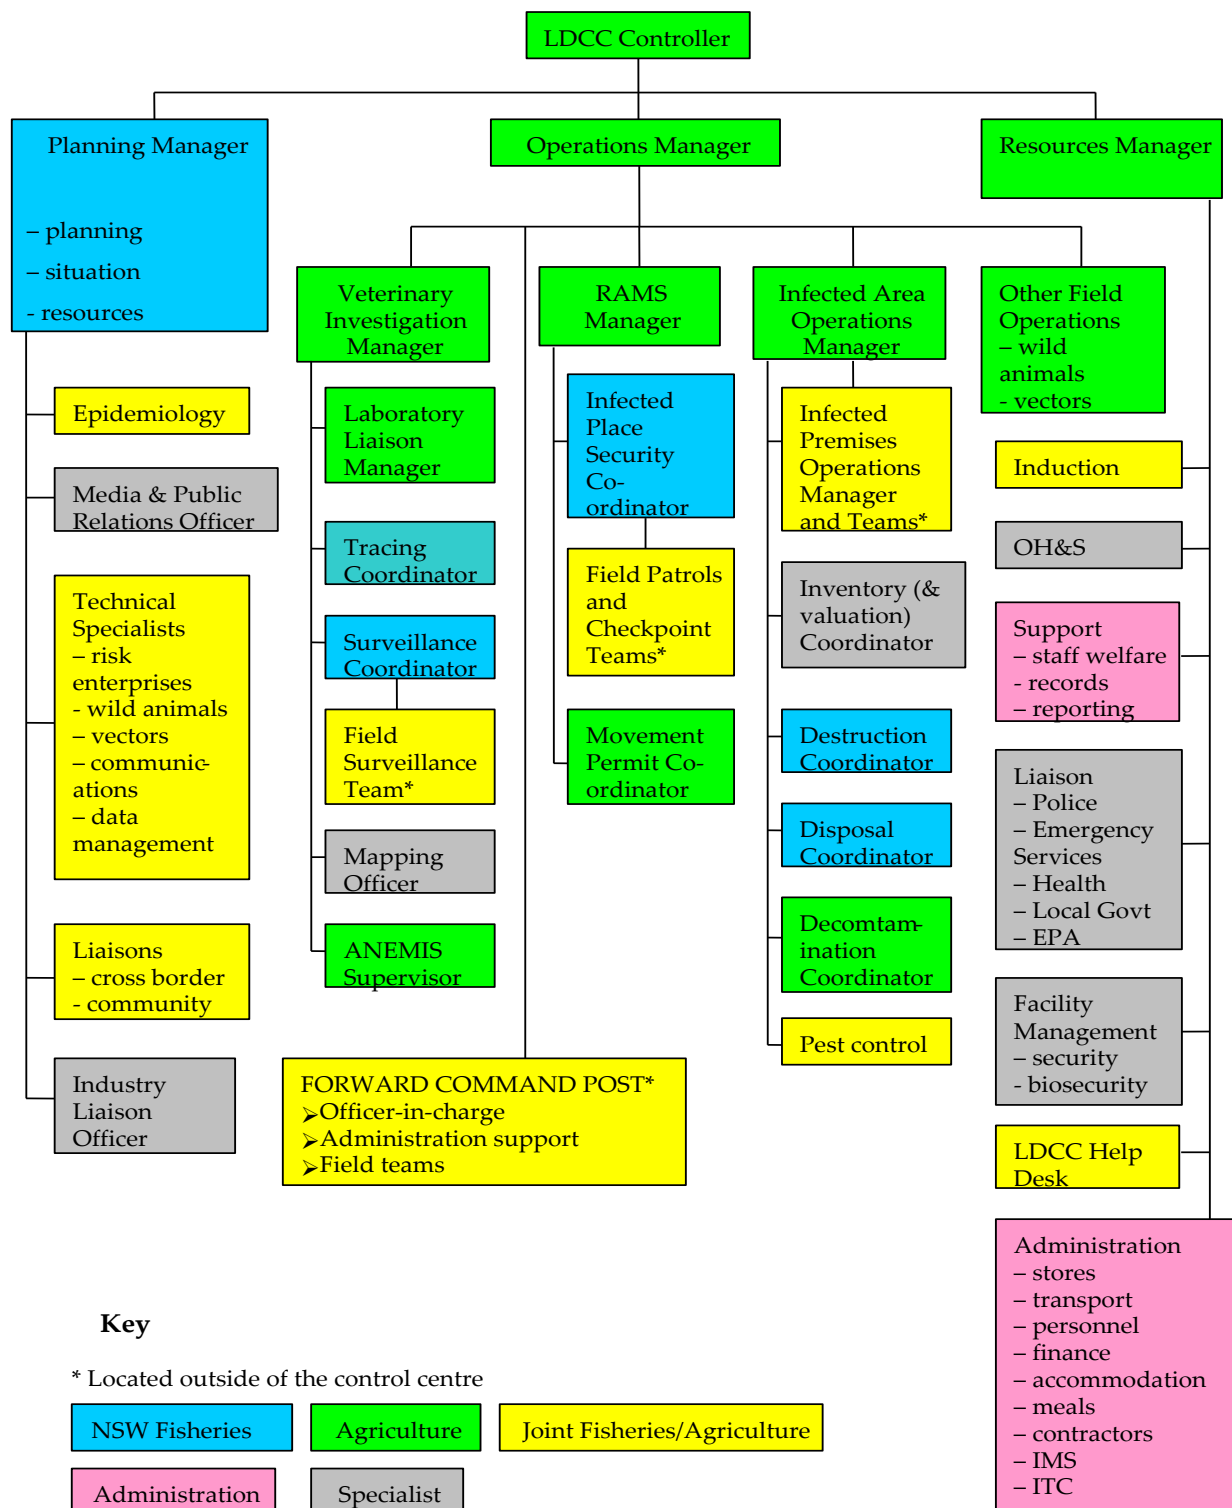 LDCC Controller
Planning Manager
– planning
– situation
- resources
Operations Manager
Resources Manager
Epidemiology
Media & Public
Relations Officer
Technical
Specialists
– risk
enterprises
- wild animals
– vectors
– communic-
ations
– data
management
Liaisons
– cross border
- community
Industry
Liaison
Officer
Veterinary
Investigation
Manager
Laboratory
Liaison
Manager
Tracing
Coordinator
Surveillance
Coordinator
Field
Surveillance
Team*
Mapping
Officer
ANEMIS
Supervisor
FORWARD COMMAND POST*
➢Officer-in-charge
➢Administration support
➢Field teams
RAMS
Manager
Infected
Place
Security
Co-
ordinator
Field Patrols
and
Checkpoint
Teams*
Movement
Permit Co-
ordinator
Infected Area
Operations
Manager
Infected
Premises
Operations
Manager
and Teams*
Inventory (&
valuation)
Coordinator
Destruction
Coordinator
Disposal
Coordinator
Decomtam-
ination
Coordinator
Pest control
Other Field
Operations
– wild
animals
- vectors
Induction
OH&S
Support
– staff welfare
- records
– reporting
Liaison
– Police
– Emergency
Services
– Health
– Local Govt
– EPA
Facility
Management
– security
- biosecurity
LDCC Help
Desk
Administration
– stores
– transport
– personnel
– finance
– accommodation
– meals
– contractors
– IMS
– ITC
Key
* Located outside of the control centre
NSW Fisheries
Agriculture
Joint Fisheries/Agriculture
Administration
Specialist